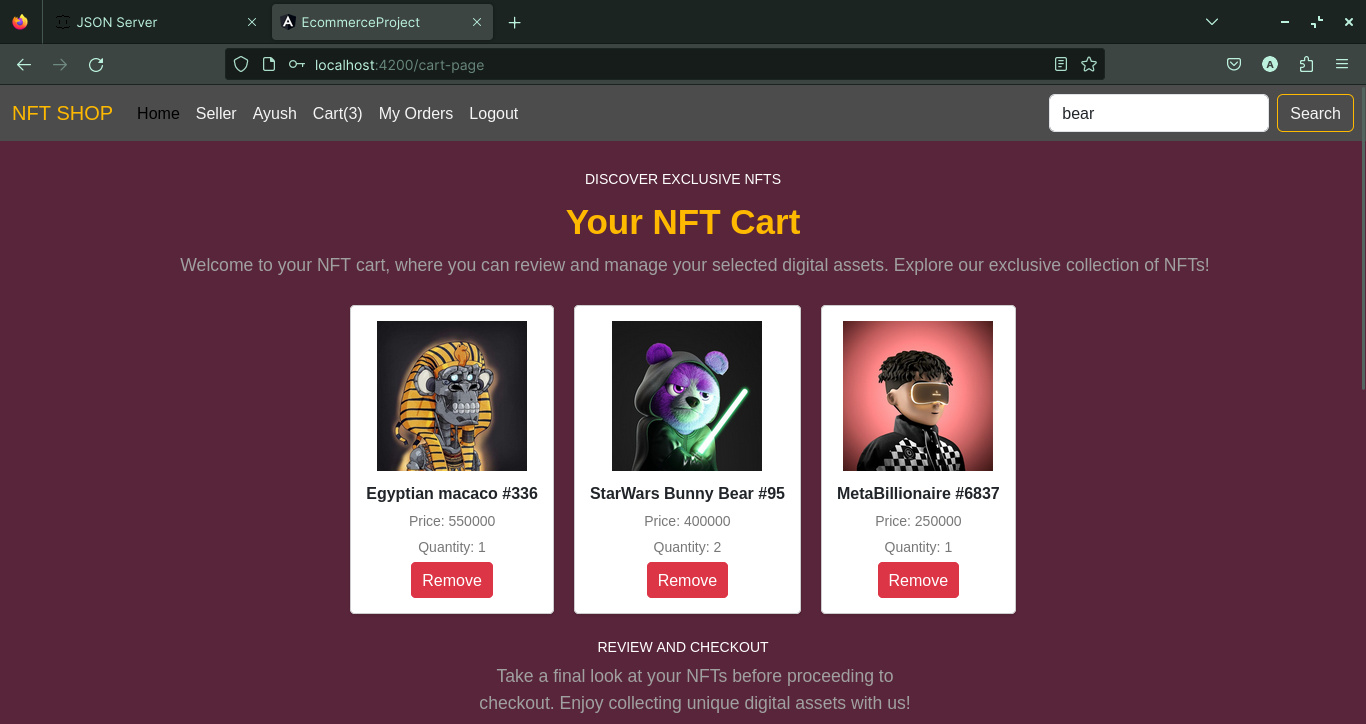 JSON Server
EcommerceProject
localhost:4200/cart-page
A
NFT SHOP
Home
Seller
Ayush
Cart(3)
My Orders
Logout
bear
Search
DISCOVER EXCLUSIVE NFTS
Your NFT Cart
Welcome to your NFT cart, where you can review and manage your selected digital assets. Explore our exclusive collection of NFTs!
Egyptian macaco #336
Price: 550000
Quantity: 1
Remove
StarWars Bunny Bear #95
Price: 400000
Quantity: 2
Remove
MetaBillionaire #6837
Price: 250000
Quantity: 1
Remove
REVIEW AND CHECKOUT
Take a final look at your NFTs before proceeding to
checkout. Enjoy collecting unique digital assets with us!